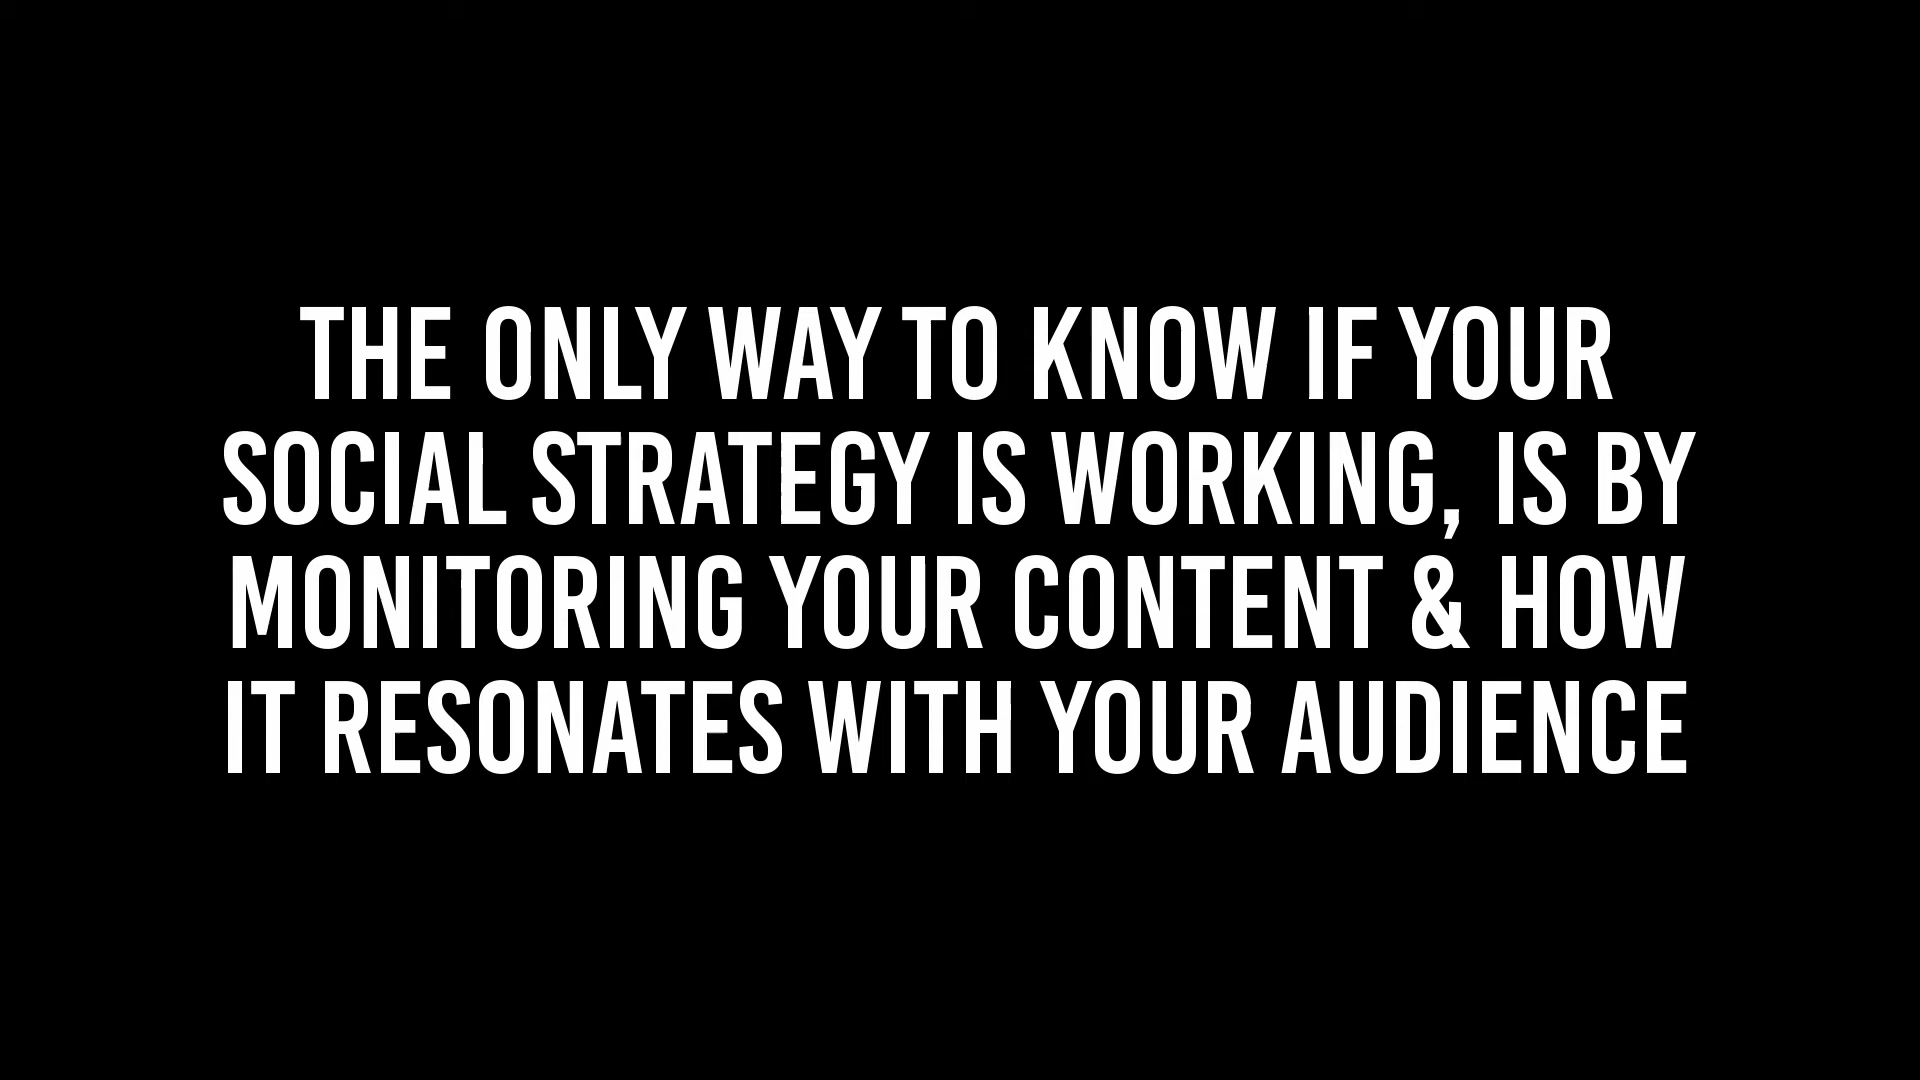 THE ONLY WAY TO KNOW IF YOUR
SOCIAL STRATEGY IS WORKING, IS BY
MONITORING YOUR CONTENT & HOW
IT RESONATES WITH YOUR AUDIENCE